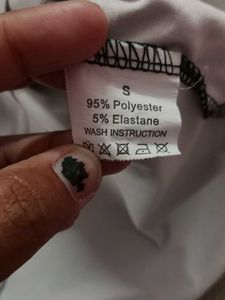 S
95% Polyester
5% Elastane
WASH INSTRUCTION